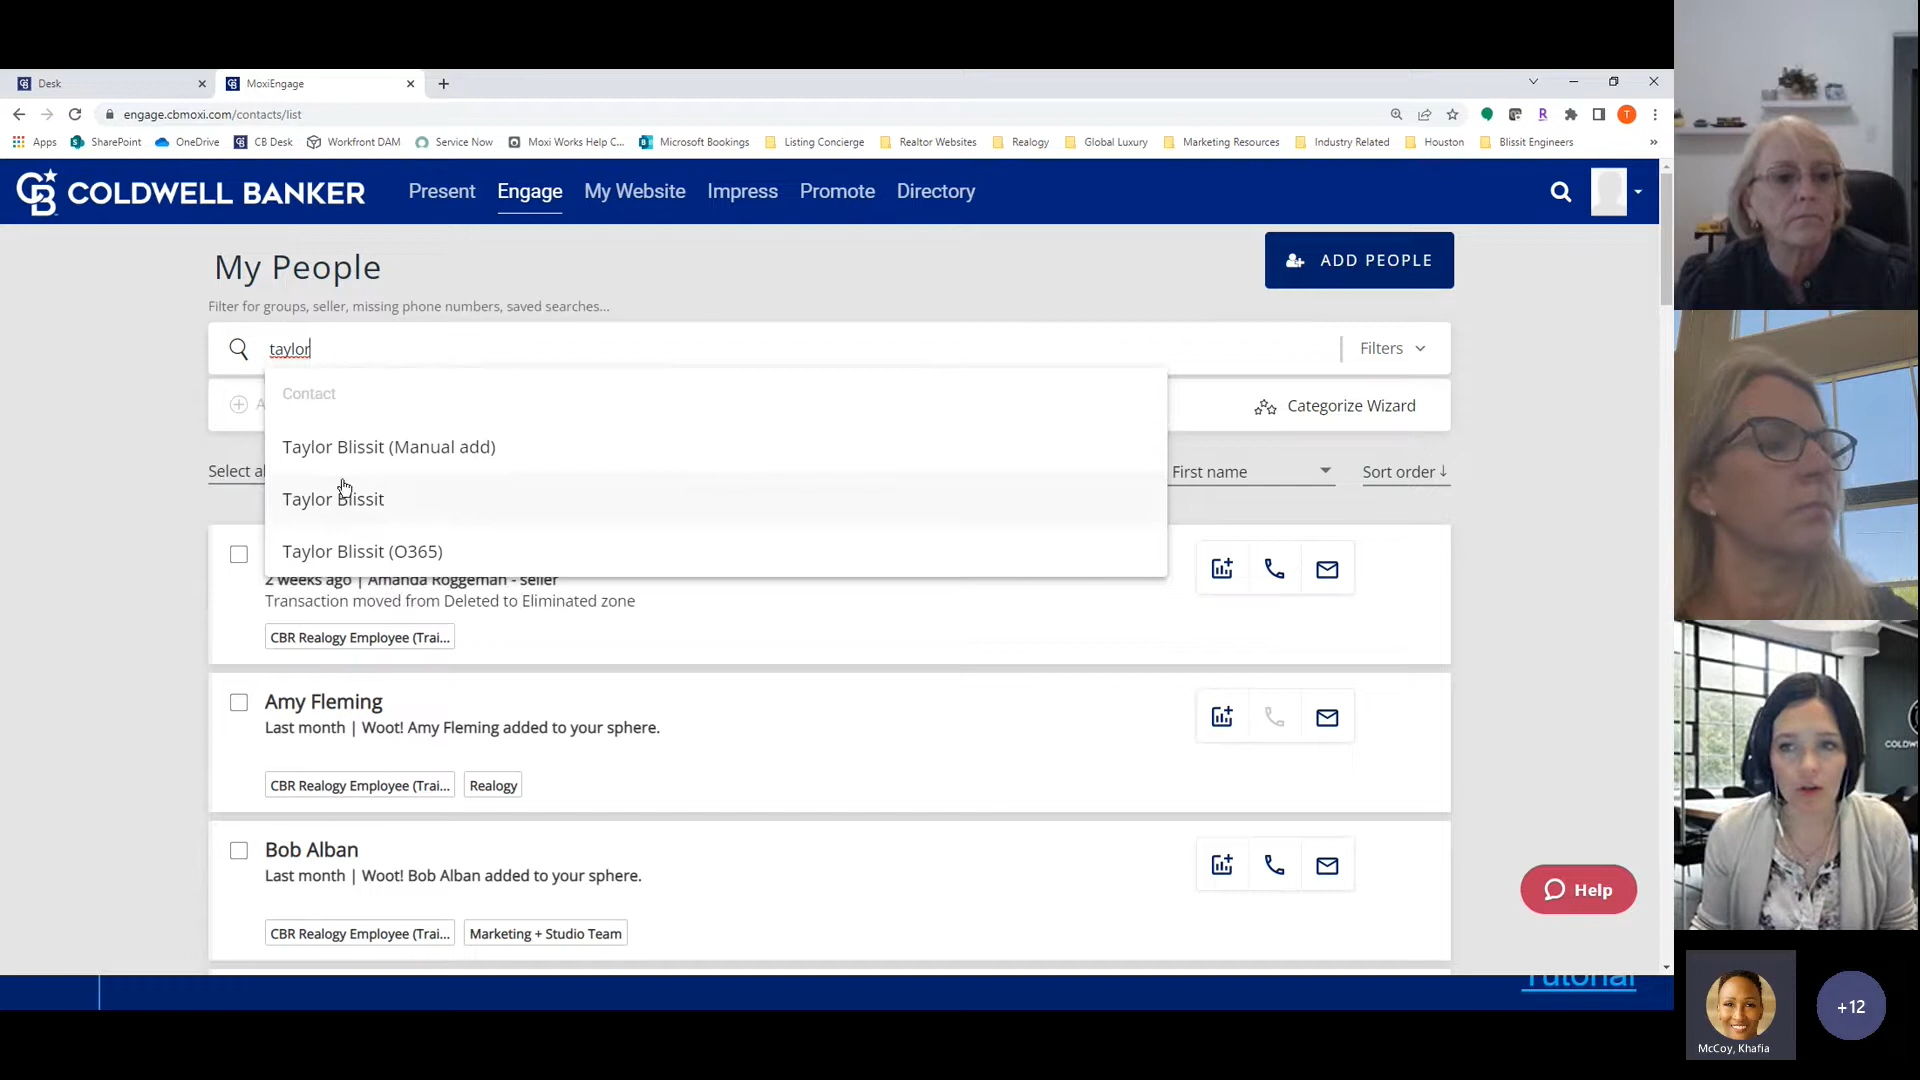 Desk
MoxiEngage
engage.cbmoxi.com/contacts/list
T
Apps SharePoint OneDrive CB Desk Workfront DAM Service Now Moxi Works Help C... Microsoft Bookings Listing Concierge Realtor Websites Realogy Global Luxury Marketing Resources Industry Related Houston Blissit Engineers »
CB COLDWELL BANKER Present Engage My Website Impress Promote Directory
My People
ADD PEOPLE
Filter for groups, seller, missing phone numbers, saved searches...
taylor
Filters
Contact
A
Categorize Wizard
Taylor Blissit (Manual add)
Select al
First name
Sort order
Taylor Blissit
Taylor Blissit (O365)
2 weeks ago | Amanda Roggeman - seller
Transaction moved from Deleted to Eliminated zone
CBR Realogy Employee (Trai...
Amy Fleming
Last month | Woot! Amy Fleming added to your sphere.
CBR Realogy Employee (Trai... Realogy
Bob Alban
Last month | Woot! Bob Alban added to your sphere.
CBR Realogy Employee (Trai... Marketing + Studio Team
Help
Tutorial
COLDW
McCoy, Khafia
+12